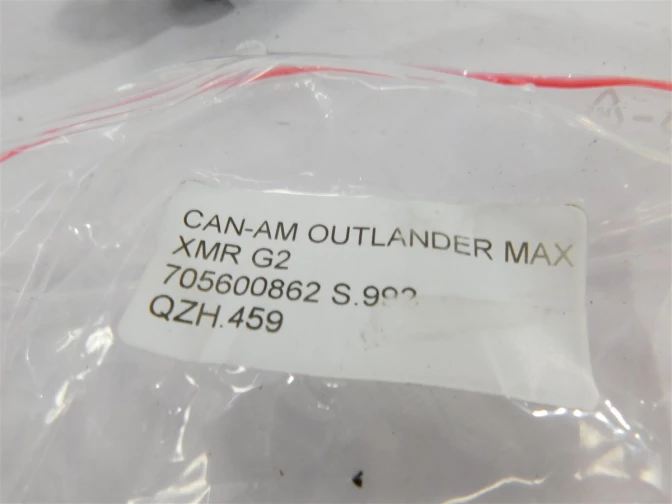 CAN-AM OUTLANDER MAX
XMR G2
705600862
QZH.459